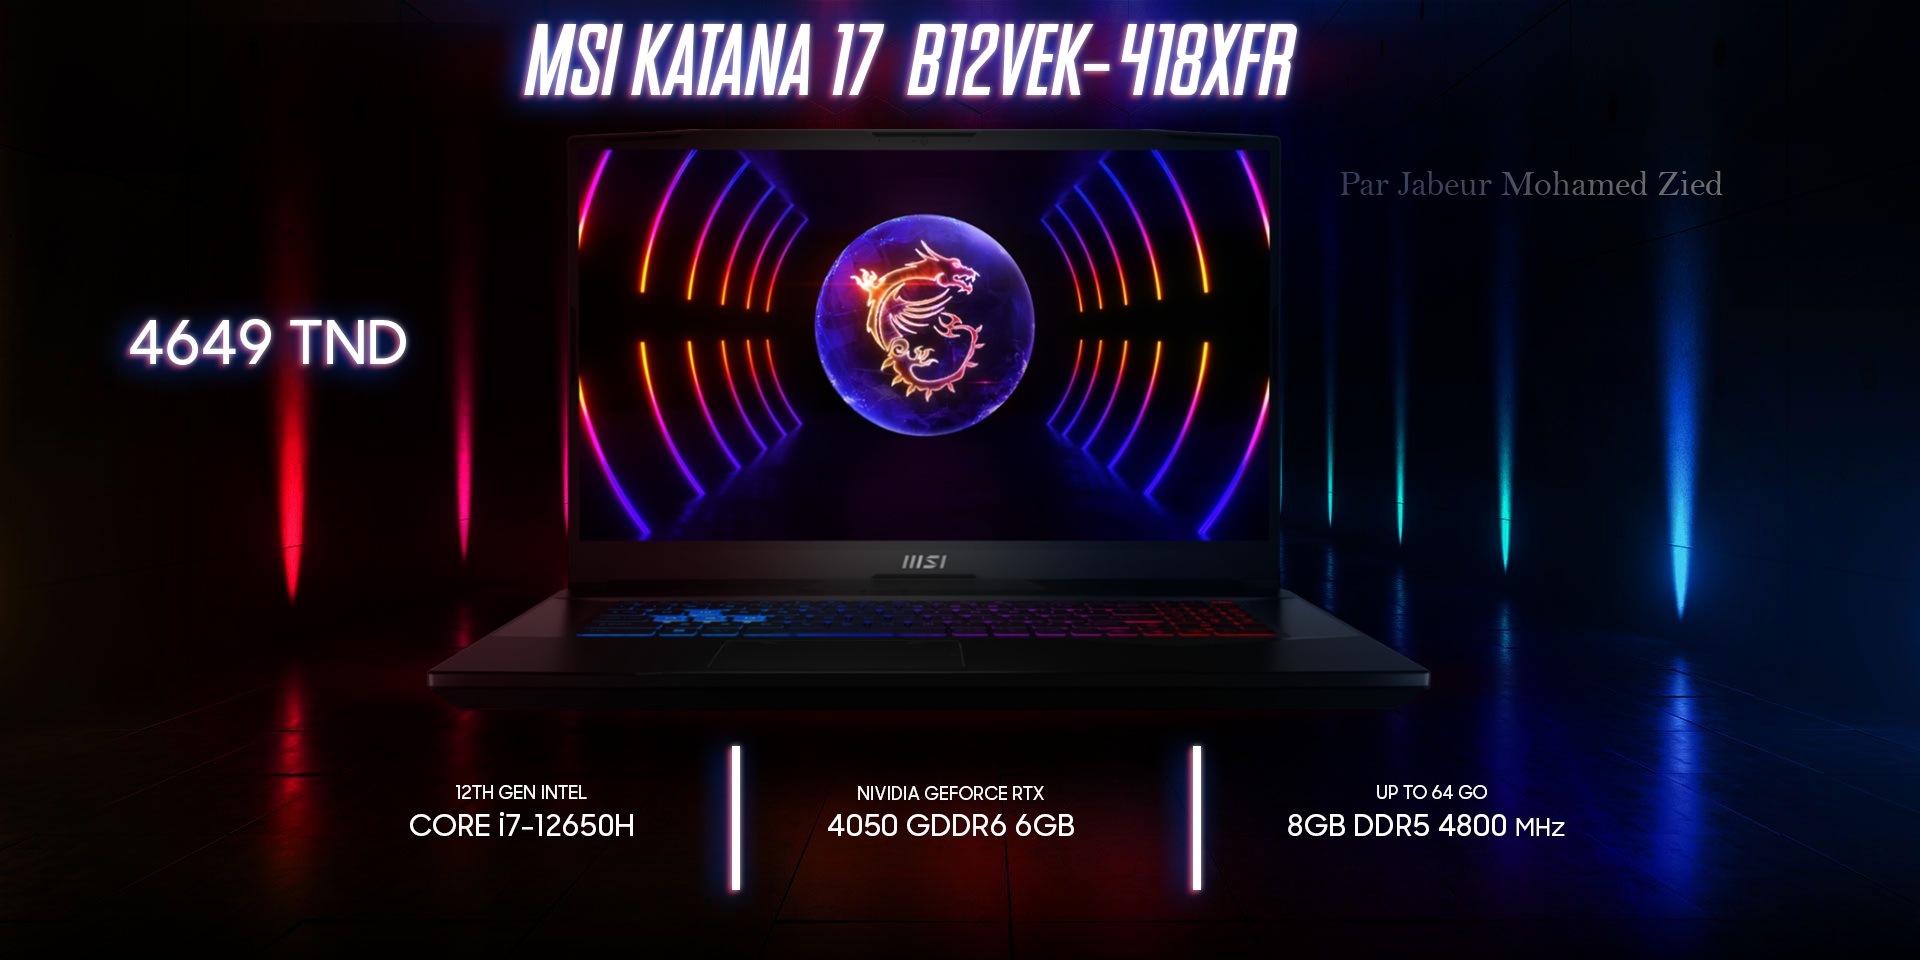 MSI KATANA 17 B12VEK-418XFR
Par Jabeur Mohamed Zied
4649 TND
MSI
12TH GEN INTEL
CORE i7-12650H
NIVIDIA GEFORCE RTX
4050 GDDR6 6GB
UP TO 64 GO
8GB DDR5 4800 MHz